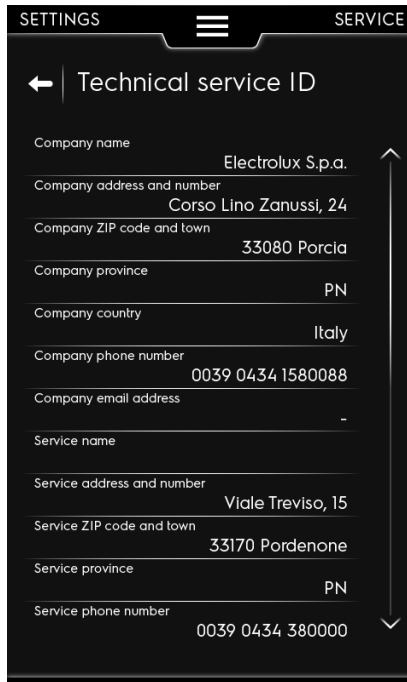 SETTINGS
SERVICE
Technical service ID
Company name
Electrolux S.p.a.
Company address and number
Corso Lino Zanussi, 24
Company ZIP code and town
33080 Porcia
Company province
PN
Company country
Italy
Company phone number
0039 0434 1580088
Company email address
-
Service name
Service address and number
Viale Treviso, 15
Service ZIP code and town
33170 Pordenone
Service province
PN
Service phone number
0039 0434 380000